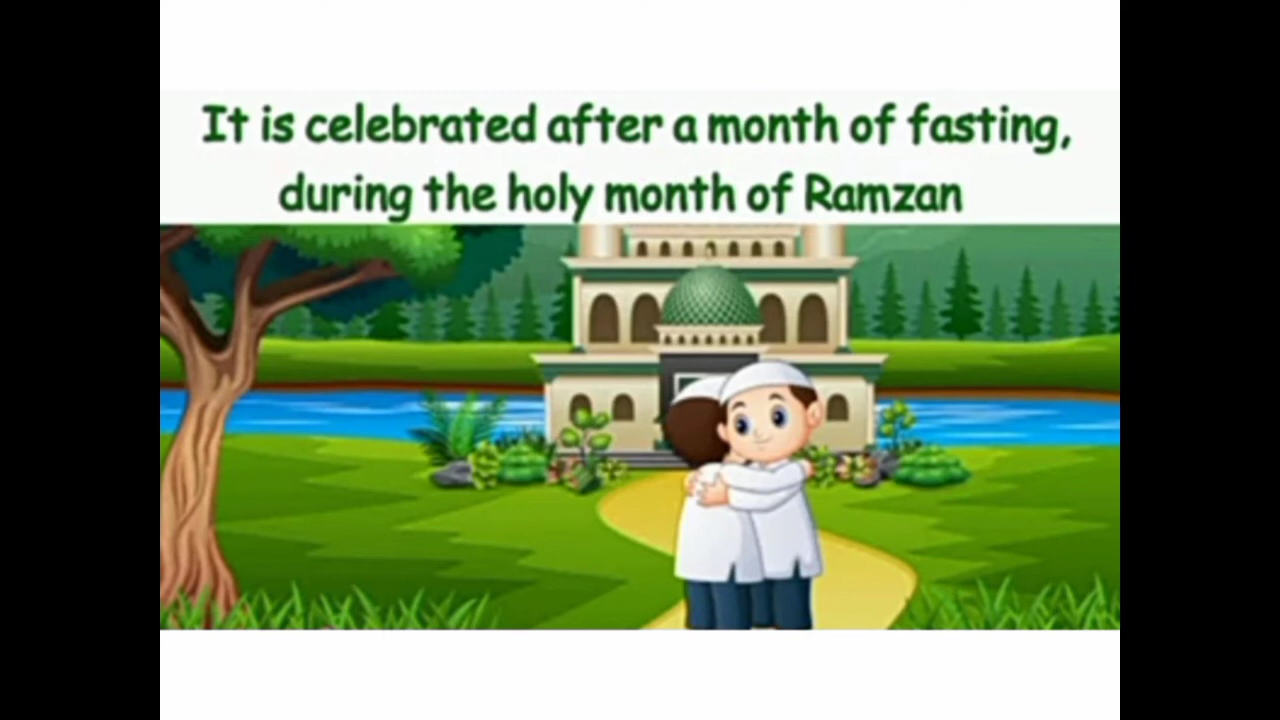 It is celebrated after a month of fasting,
during the holy month of Ramzan